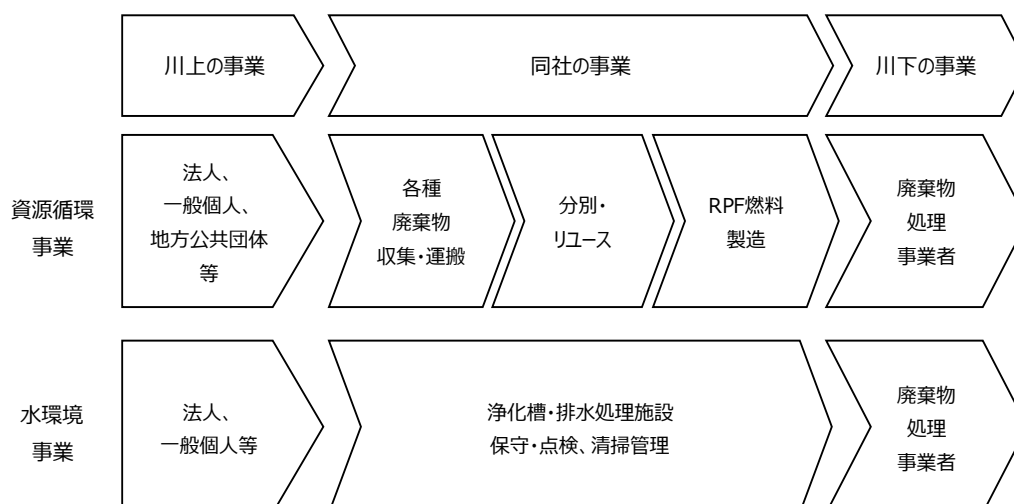 川上の事業
同社の事業
川下の事業
資源循環
事業
法人、
一般個人、
地方公共団体
等
各種
廃棄物
収集・運搬
分別・
リユース
RPF燃料
製造
廃棄物
処理
事業者
水環境
事業
法人、
一般個人等
浄化槽・排水処理施設
保守・点検、清掃管理
廃棄物
処理
事業者